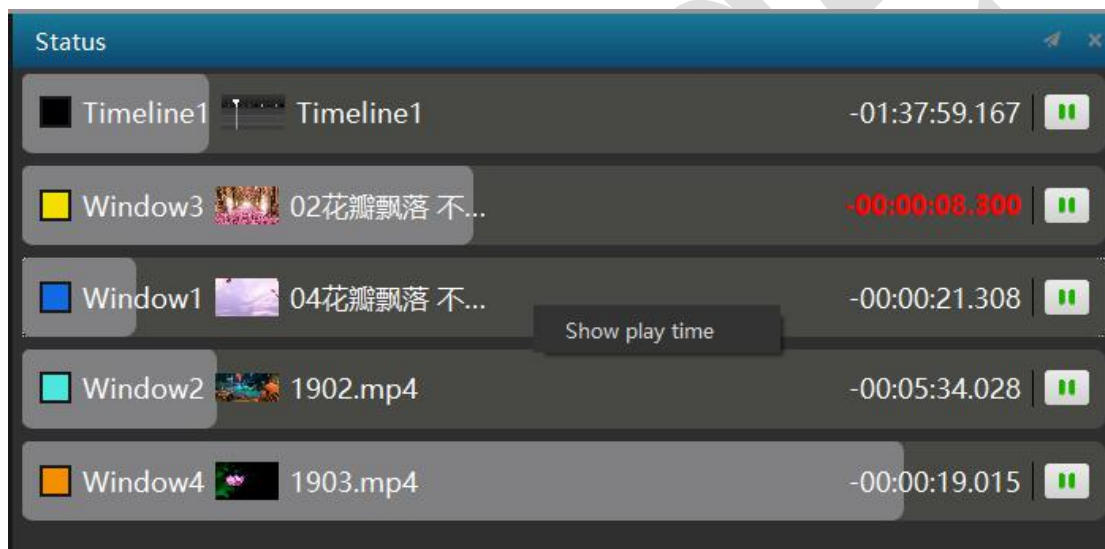 Status
Timeline1 Timeline1 -01:37:59.167
Window3 02花瓣飘落 不... -00:00:08.300
Window1 04花瓣飘落 不... -00:00:21.308
Show play time
Window2 1902.mp4 -00:05:34.028
Window4 1903.mp4 -00:00:19.015